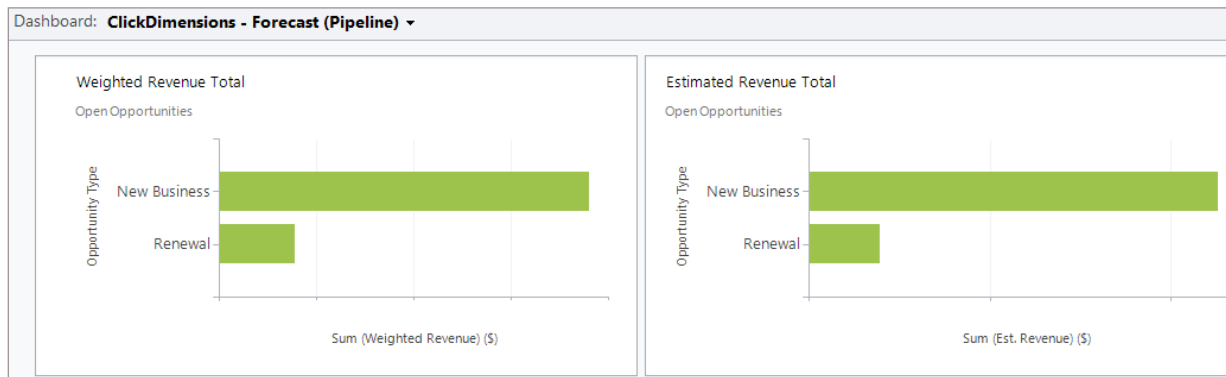 Dashboard: ClickDimensions - Forecast (Pipeline)
Weighted Revenue Total
Open Opportunities
Opportunity Type
New Business
Renewal
Sum (Weighted Revenue) ($)
Estimated Revenue Total
Open Opportunities
Opportunity Type
New Business
Renewal
Sum (Est. Revenue) ($)